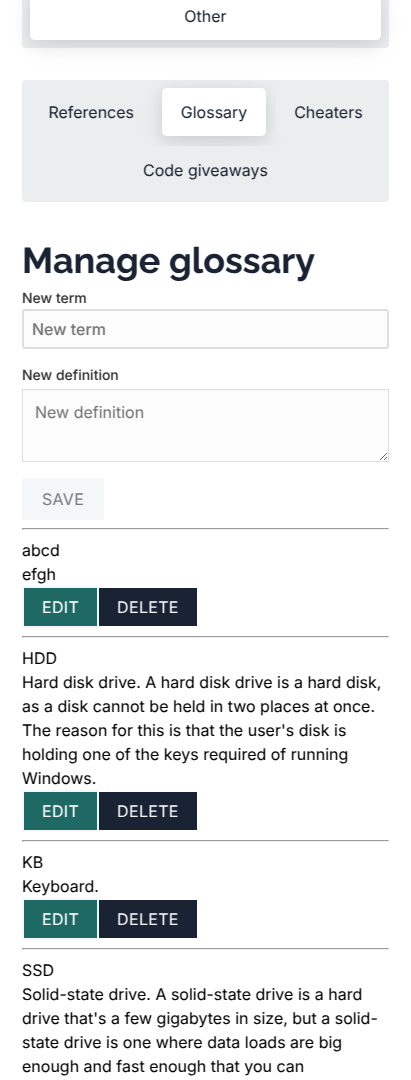 Other
References
Glossary
Cheaters
Code giveaways
Manage glossary
New term
New term
New definition
New definition
SAVE
abcd
efgh
EDIT
DELETE
HDD
Hard disk drive. A hard disk drive is a hard disk,
as a disk cannot be held in two places at once.
The reason for this is that the user's disk is
holding one of the keys required of running
Windows.
EDIT
DELETE
KB
Keyboard.
EDIT
DELETE
SSD
Solid-state drive. A solid-state drive is a hard
drive that's a few gigabytes in size, but a solid-
state drive is one where data loads are big
enough and fast enough that you can